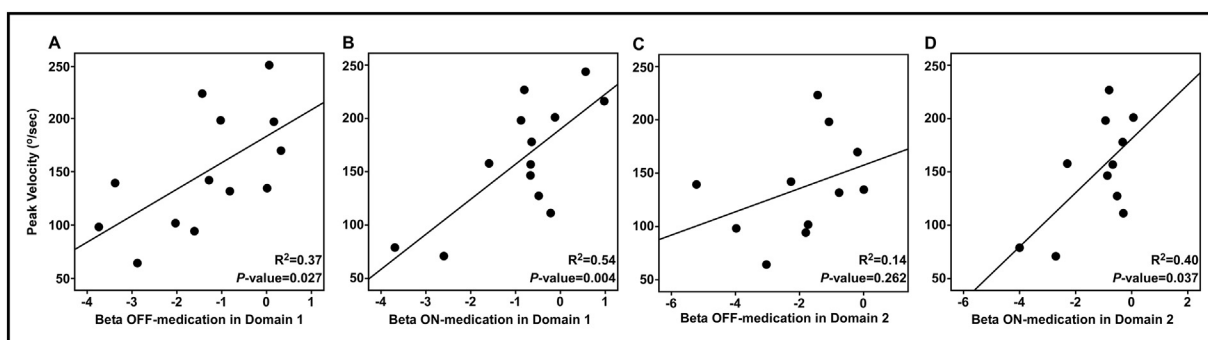 A
B
C
D
Peak Velocity (º/sec)
250
200
150
100
50
R²=0.37
P-value=0.027
-4 -3 -2 -1 0 1
Beta OFF-medication in Domain 1
250
200
150
100
50
R²=0.54
P-value=0.004
-4 -3 -2 -1 0 1
Beta ON-medication in Domain 1
250
200
150
100
50
R²=0.14
P-value=0.262
-6 -4 -2 0
Beta OFF-medication in Domain 2
250
200
150
100
50
R²=0.40
P-value=0.037
-6 -4 -2 0 2
Beta ON-medication in Domain 2